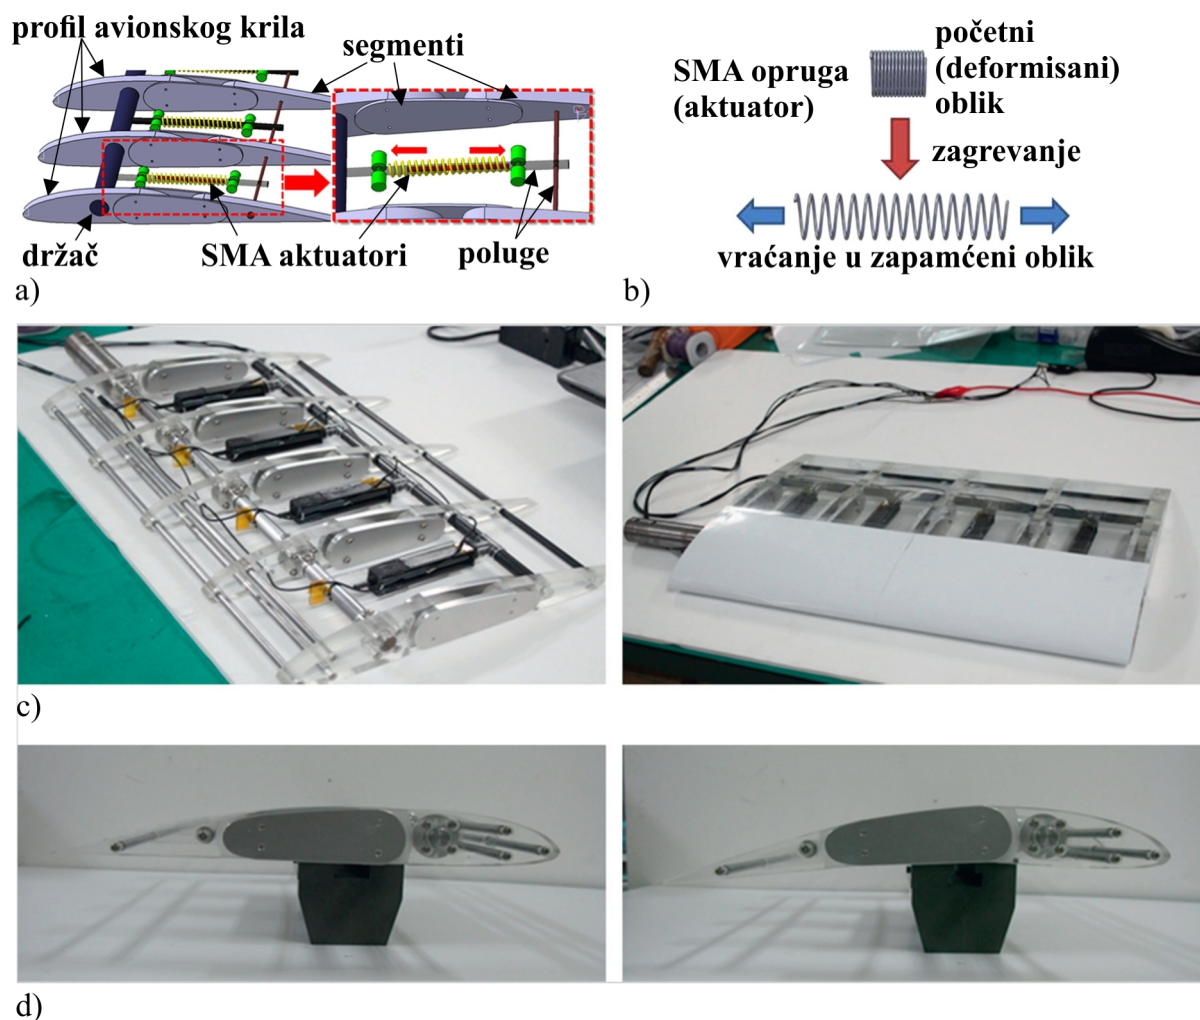 profil avionskog krila
segmenti
držač
SMA aktuatori
poluge
a)
SMA opruga
(aktuator)
početni
(deformisani)
oblik
zagrevanje
vraćanje u zapamćeni oblik
b)
c)
d)